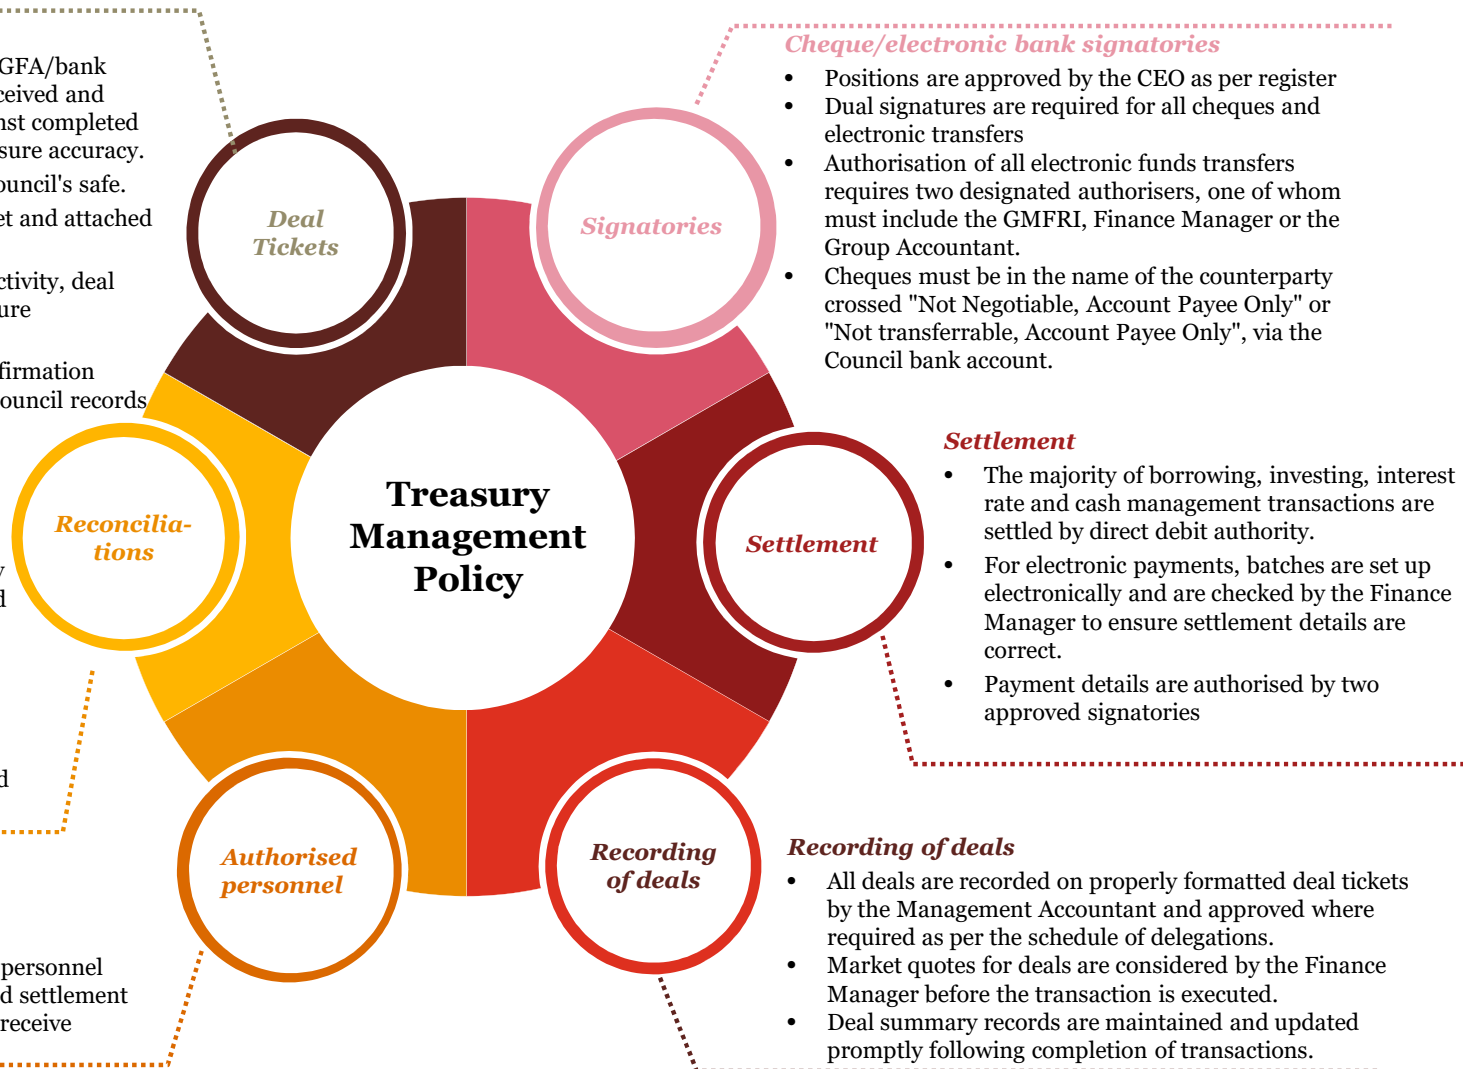 GFA/bank
ceived and
nst completed
sure accuracy.
ouncil's safe.
et and attached
ctivity, deal
ure
firmation
ouncil records
y
d
d
personnel
d settlement
receive
Deal
Tickets
Signatories
Reconcilia-
tions
Treasury
Management
Policy
Settlement
Authorised
personnel
Recording
of deals
Cheque/electronic bank signatories
• Positions are approved by the CEO as per register
• Dual signatures are required for all cheques and
electronic transfers
• Authorisation of all electronic funds transfers
requires two designated authorisers, one of whom
must include the GMFRI, Finance Manager or the
Group Accountant.
• Cheques must be in the name of the counterparty
crossed "Not Negotiable, Account Payee Only" or
"Not transferrable, Account Payee Only", via the
Council bank account.
Settlement
• The majority of borrowing, investing, interest
rate and cash management transactions are
settled by direct debit authority.
• For electronic payments, batches are set up
electronically and are checked by the Finance
Manager to ensure settlement details are
correct.
• Payment details are authorised by two
approved signatories
Recording of deals
• All deals are recorded on properly formatted deal tickets
by the Management Accountant and approved where
required as per the schedule of delegations.
• Market quotes for deals are considered by the Finance
Manager before the transaction is executed.
• Deal summary records are maintained and updated
promptly following completion of transactions.